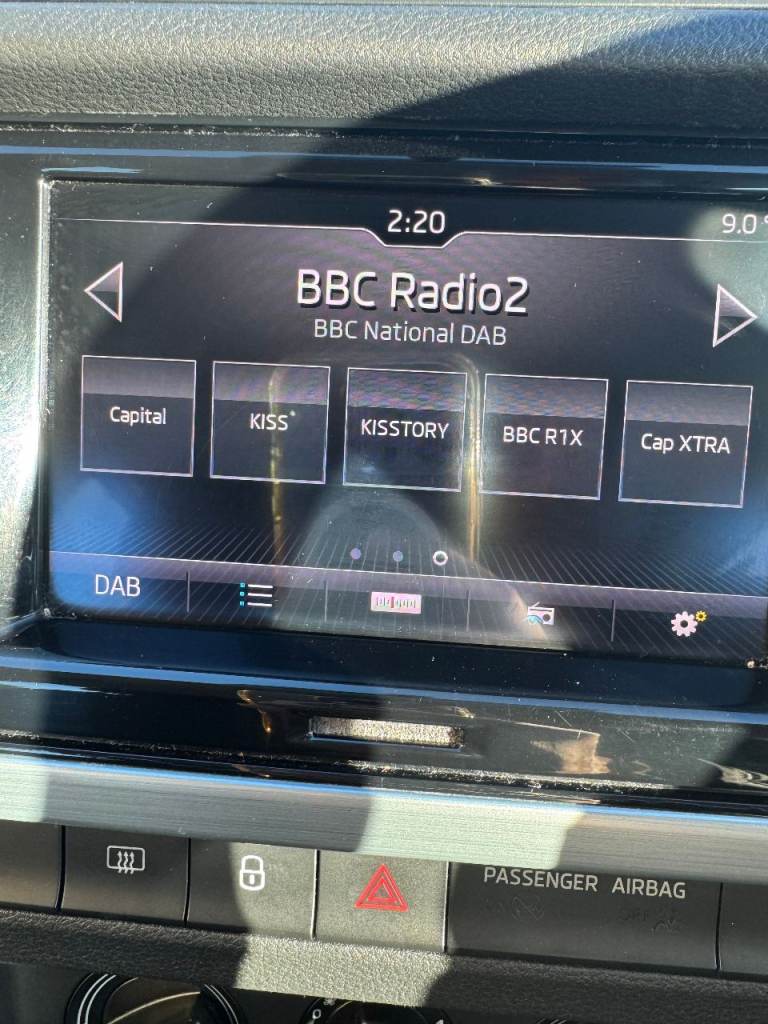 2:20
9.0 °
BBC Radio2
BBC National DAB
Capital
KISS*
KISSTORY
BBC R1X
Cap XTRA
DAB
PASSENGER AIRBAG